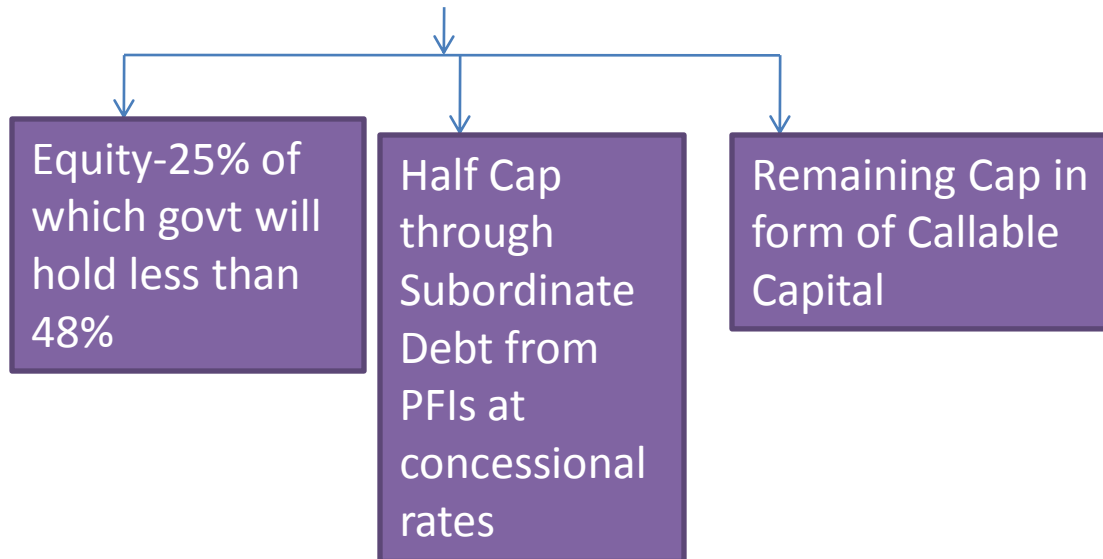 Equity-25% of
which govt will
hold less than
48%
Half Cap
through
Subordinate
Debt from
PFIs at
concessional
rates
Remaining Cap in
form of Callable
Capital